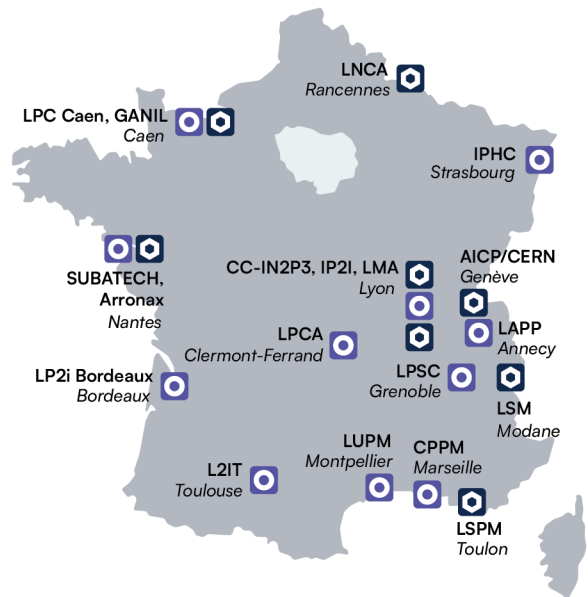 LNCA
Rancennes
LPC Caen, GANIL
Caen
IPHC
Strasbourg
SUBATECH,
Arronax
Nantes
CC-IN2P3, IP2I, LMA
Lyon
AICP/CERN
Genève
LPCA
Clermont-Ferrand
LAPP
Annecy
LP2i Bordeaux
Bordeaux
LPSC
Grenoble
LSM
Modane
L2IT
Toulouse
LUPM
Montpellier
CPPM
Marseille
LSPM
Toulon